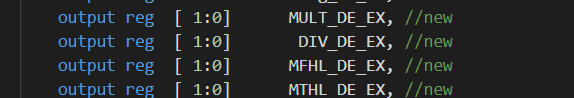 output reg [ 1:0] MULT_DE_EX, //new
output reg [ 1:0] DIV_DE_EX, //new
output reg [ 1:0] MFHL_DE_EX, //new
output reg [ 1:0] MTHL_DE_EX, //new